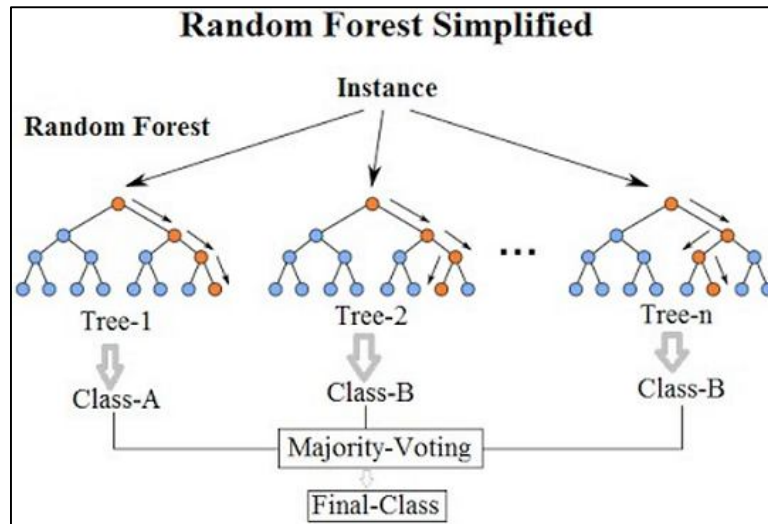 Random Forest Simplified
Instance
Random Forest
...
Tree-1
Tree-2
Tree-n
Class-A
Class-B
Class-B
Majority-Voting
Final-Class